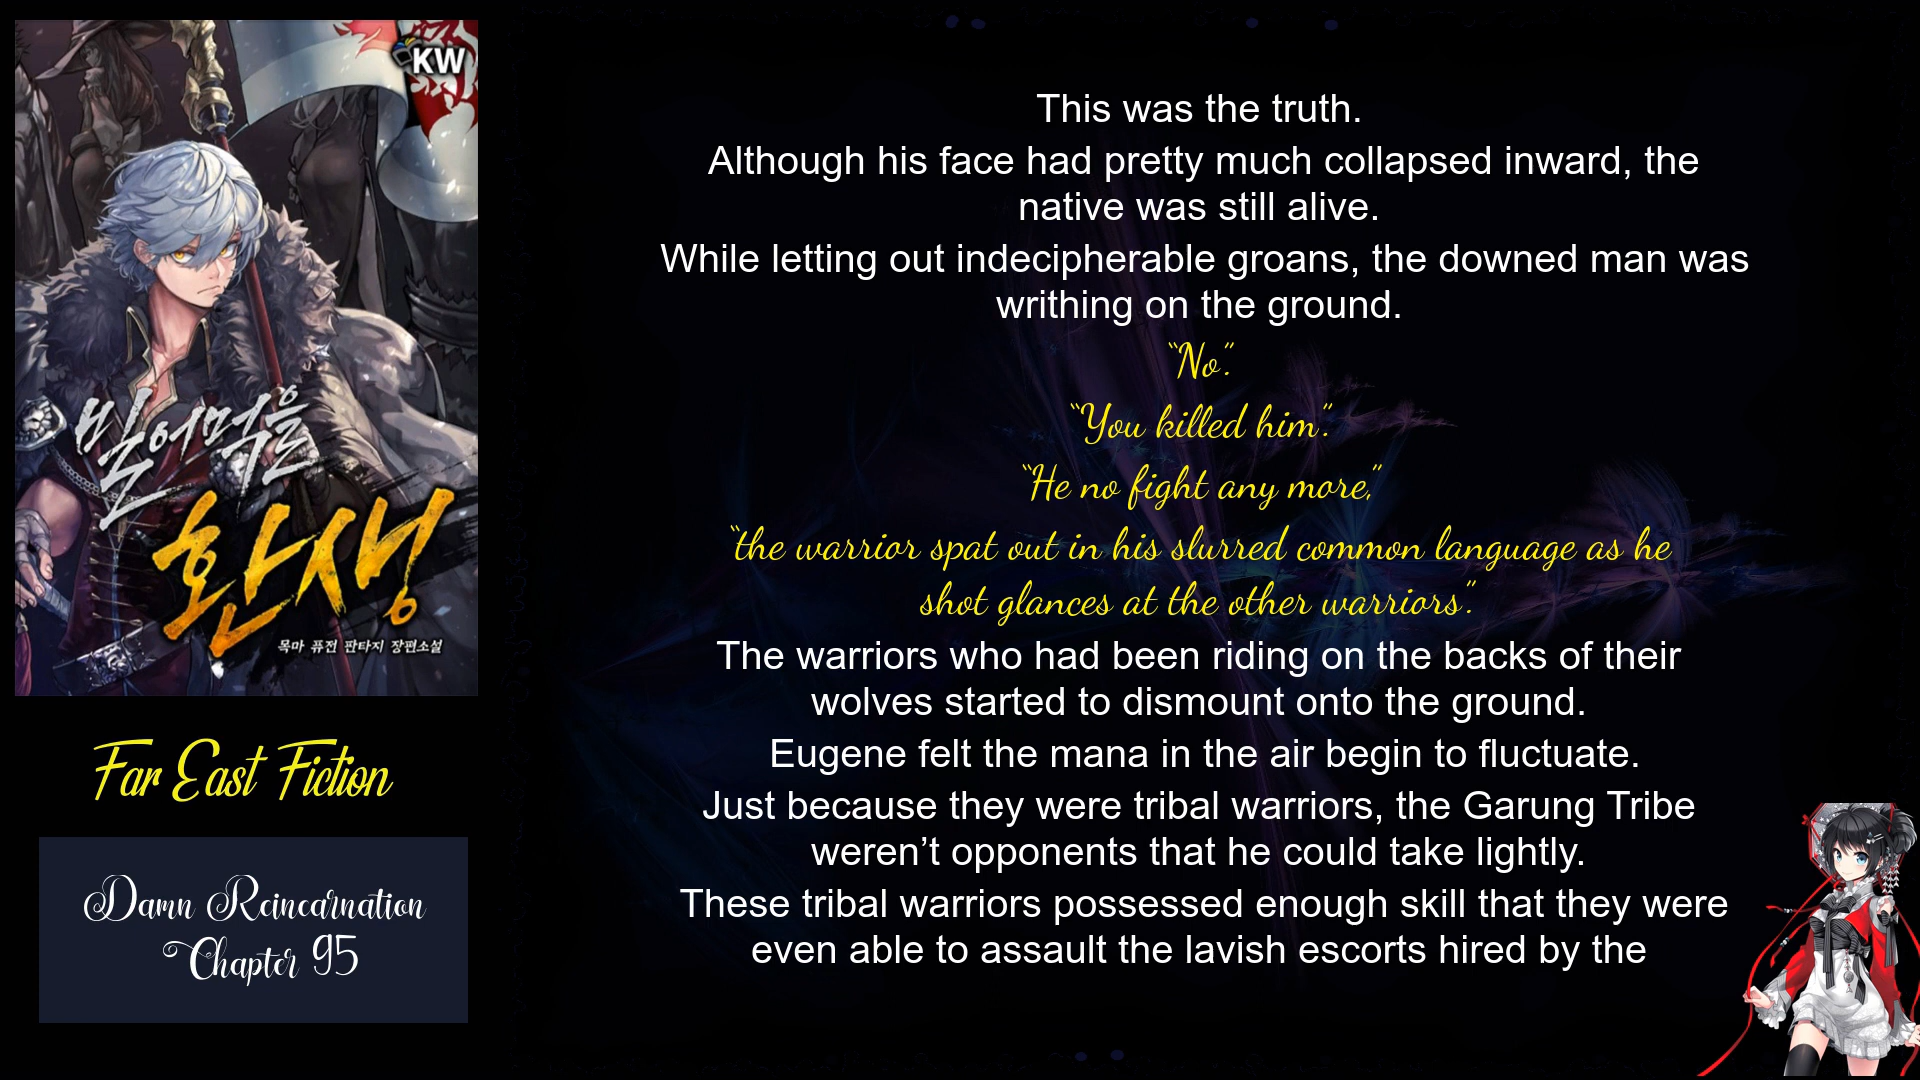 KW
빌어먹을
환생
목마 퓨전 판타지 장편소설
Far East Fiction
Damn Reincarnation
Chapter 95
This was the truth.
Although his face had pretty much collapsed inward, the
native was still alive.
While letting out indecipherable groans, the downed man was
writhing on the ground.
“No.”
“You killed him.”
“He no fight any more,”
“the warrior spat out in his slurred common language as he
shot glances at the other warriors.”
The warriors who had been riding on the backs of their
wolves started to dismount onto the ground.
Eugene felt the mana in the air begin to fluctuate.
Just because they were tribal warriors, the Garung Tribe
weren’t opponents that he could take lightly.
These tribal warriors possessed enough skill that they were
even able to assault the lavish escorts hired by the